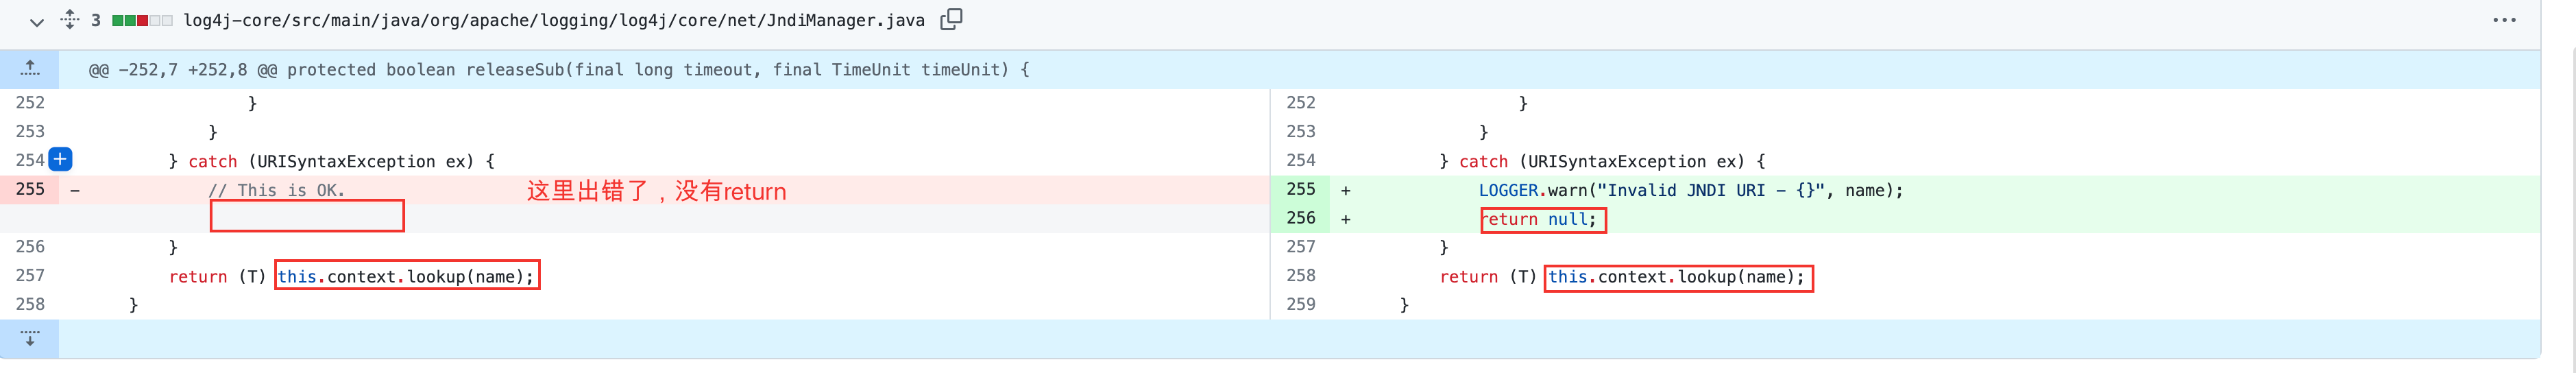 3 log4j-core/src/main/java/org/apache/logging/log4j/core/net/JndiManager.java
@@ -252,7 +252,8 @@ protected boolean releaseSub(final long timeout, final TimeUnit timeUnit) {
252 }
253 }
254 } catch (URISyntaxException ex) {
255 - // This is OK. 这里出错了，没有return
256 }
257 return (T) this.context.lookup(name);
258 }
252 }
253 }
254 } catch (URISyntaxException ex) {
255 + LOGGER.warn("Invalid JNDI URI - {}", name);
256 + return null;
257 }
258 return (T) this.context.lookup(name);
259 }